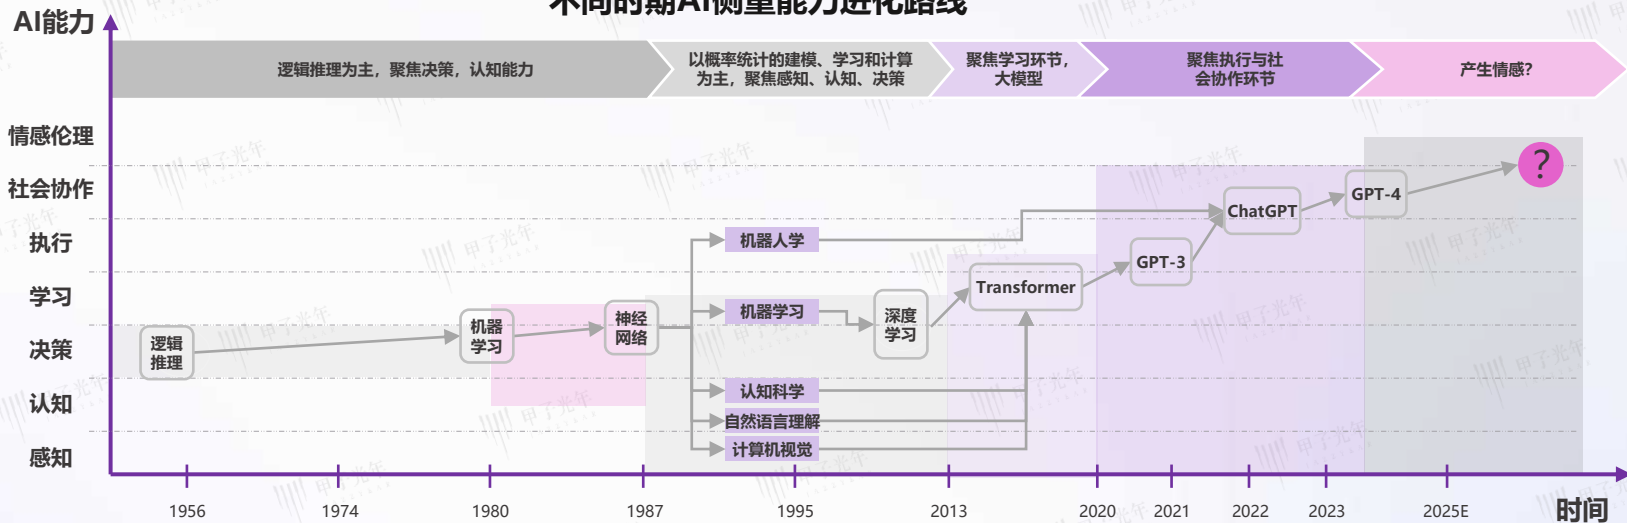 不同时期AI侧重能力进化路线
AI能力
逻辑推理为主，聚焦决策，认知能力
以概率统计的建模、学习和计算
为主，聚焦感知、认知、决策
聚焦学习环节，
大模型
聚焦执行与社
会协作环节
产生情感？
情感伦理
社会协作
执行
学习
决策
认知
感知
逻辑
推理
机器
学习
神经
网络
机器人学
机器学习
认知科学
自然语言理解
计算机视觉
深度
学习
Transformer
GPT-3
ChatGPT
GPT-4
?
1956
1974
1980
1987
1995
2013
2020
2021
2022
2023
2025E
时间
甲子光年